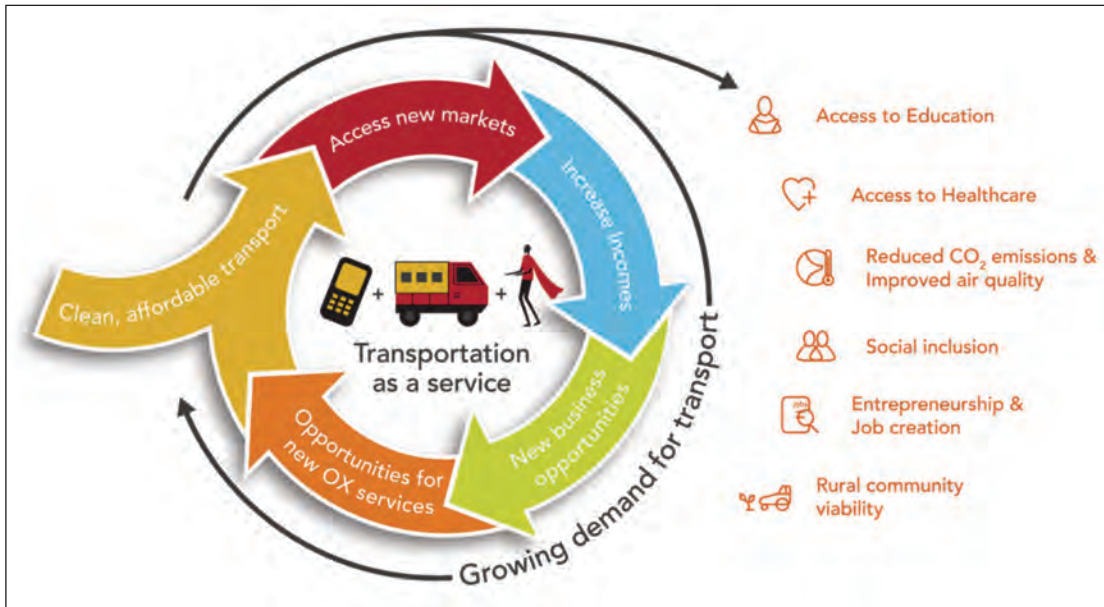 Clean, affordable transport
Access new markets
Increase incomes
New business
opportunities
Opportunities for
new OX services
+
+
Transportation
as a service
Growing demand for transport
Access to Education
Access to Healthcare
Reduced CO₂ emissions &
Improved air quality
Social inclusion
Entrepreneurship &
Job creation
Rural community
viability